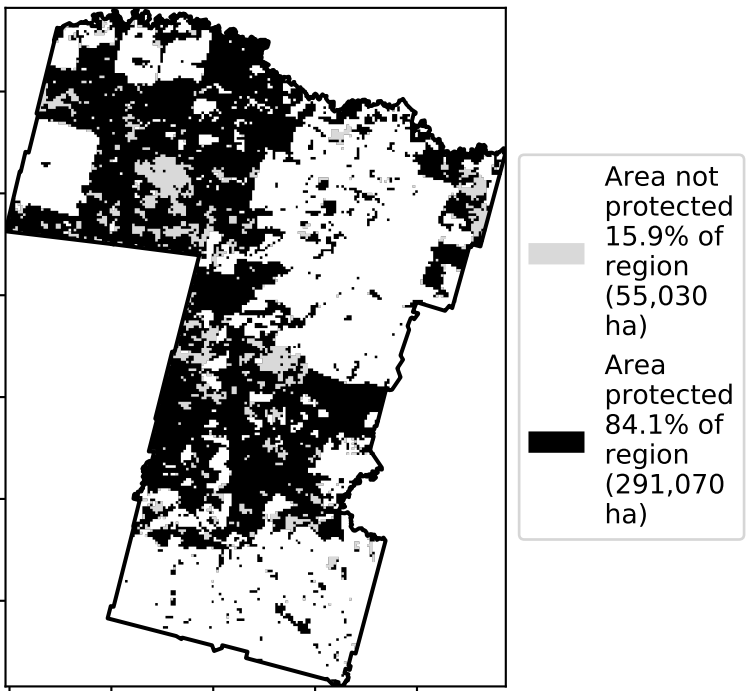 Area not
protected
15.9% of
region
(55,030
ha)
Area
protected
84.1% of
region
(291,070
ha)